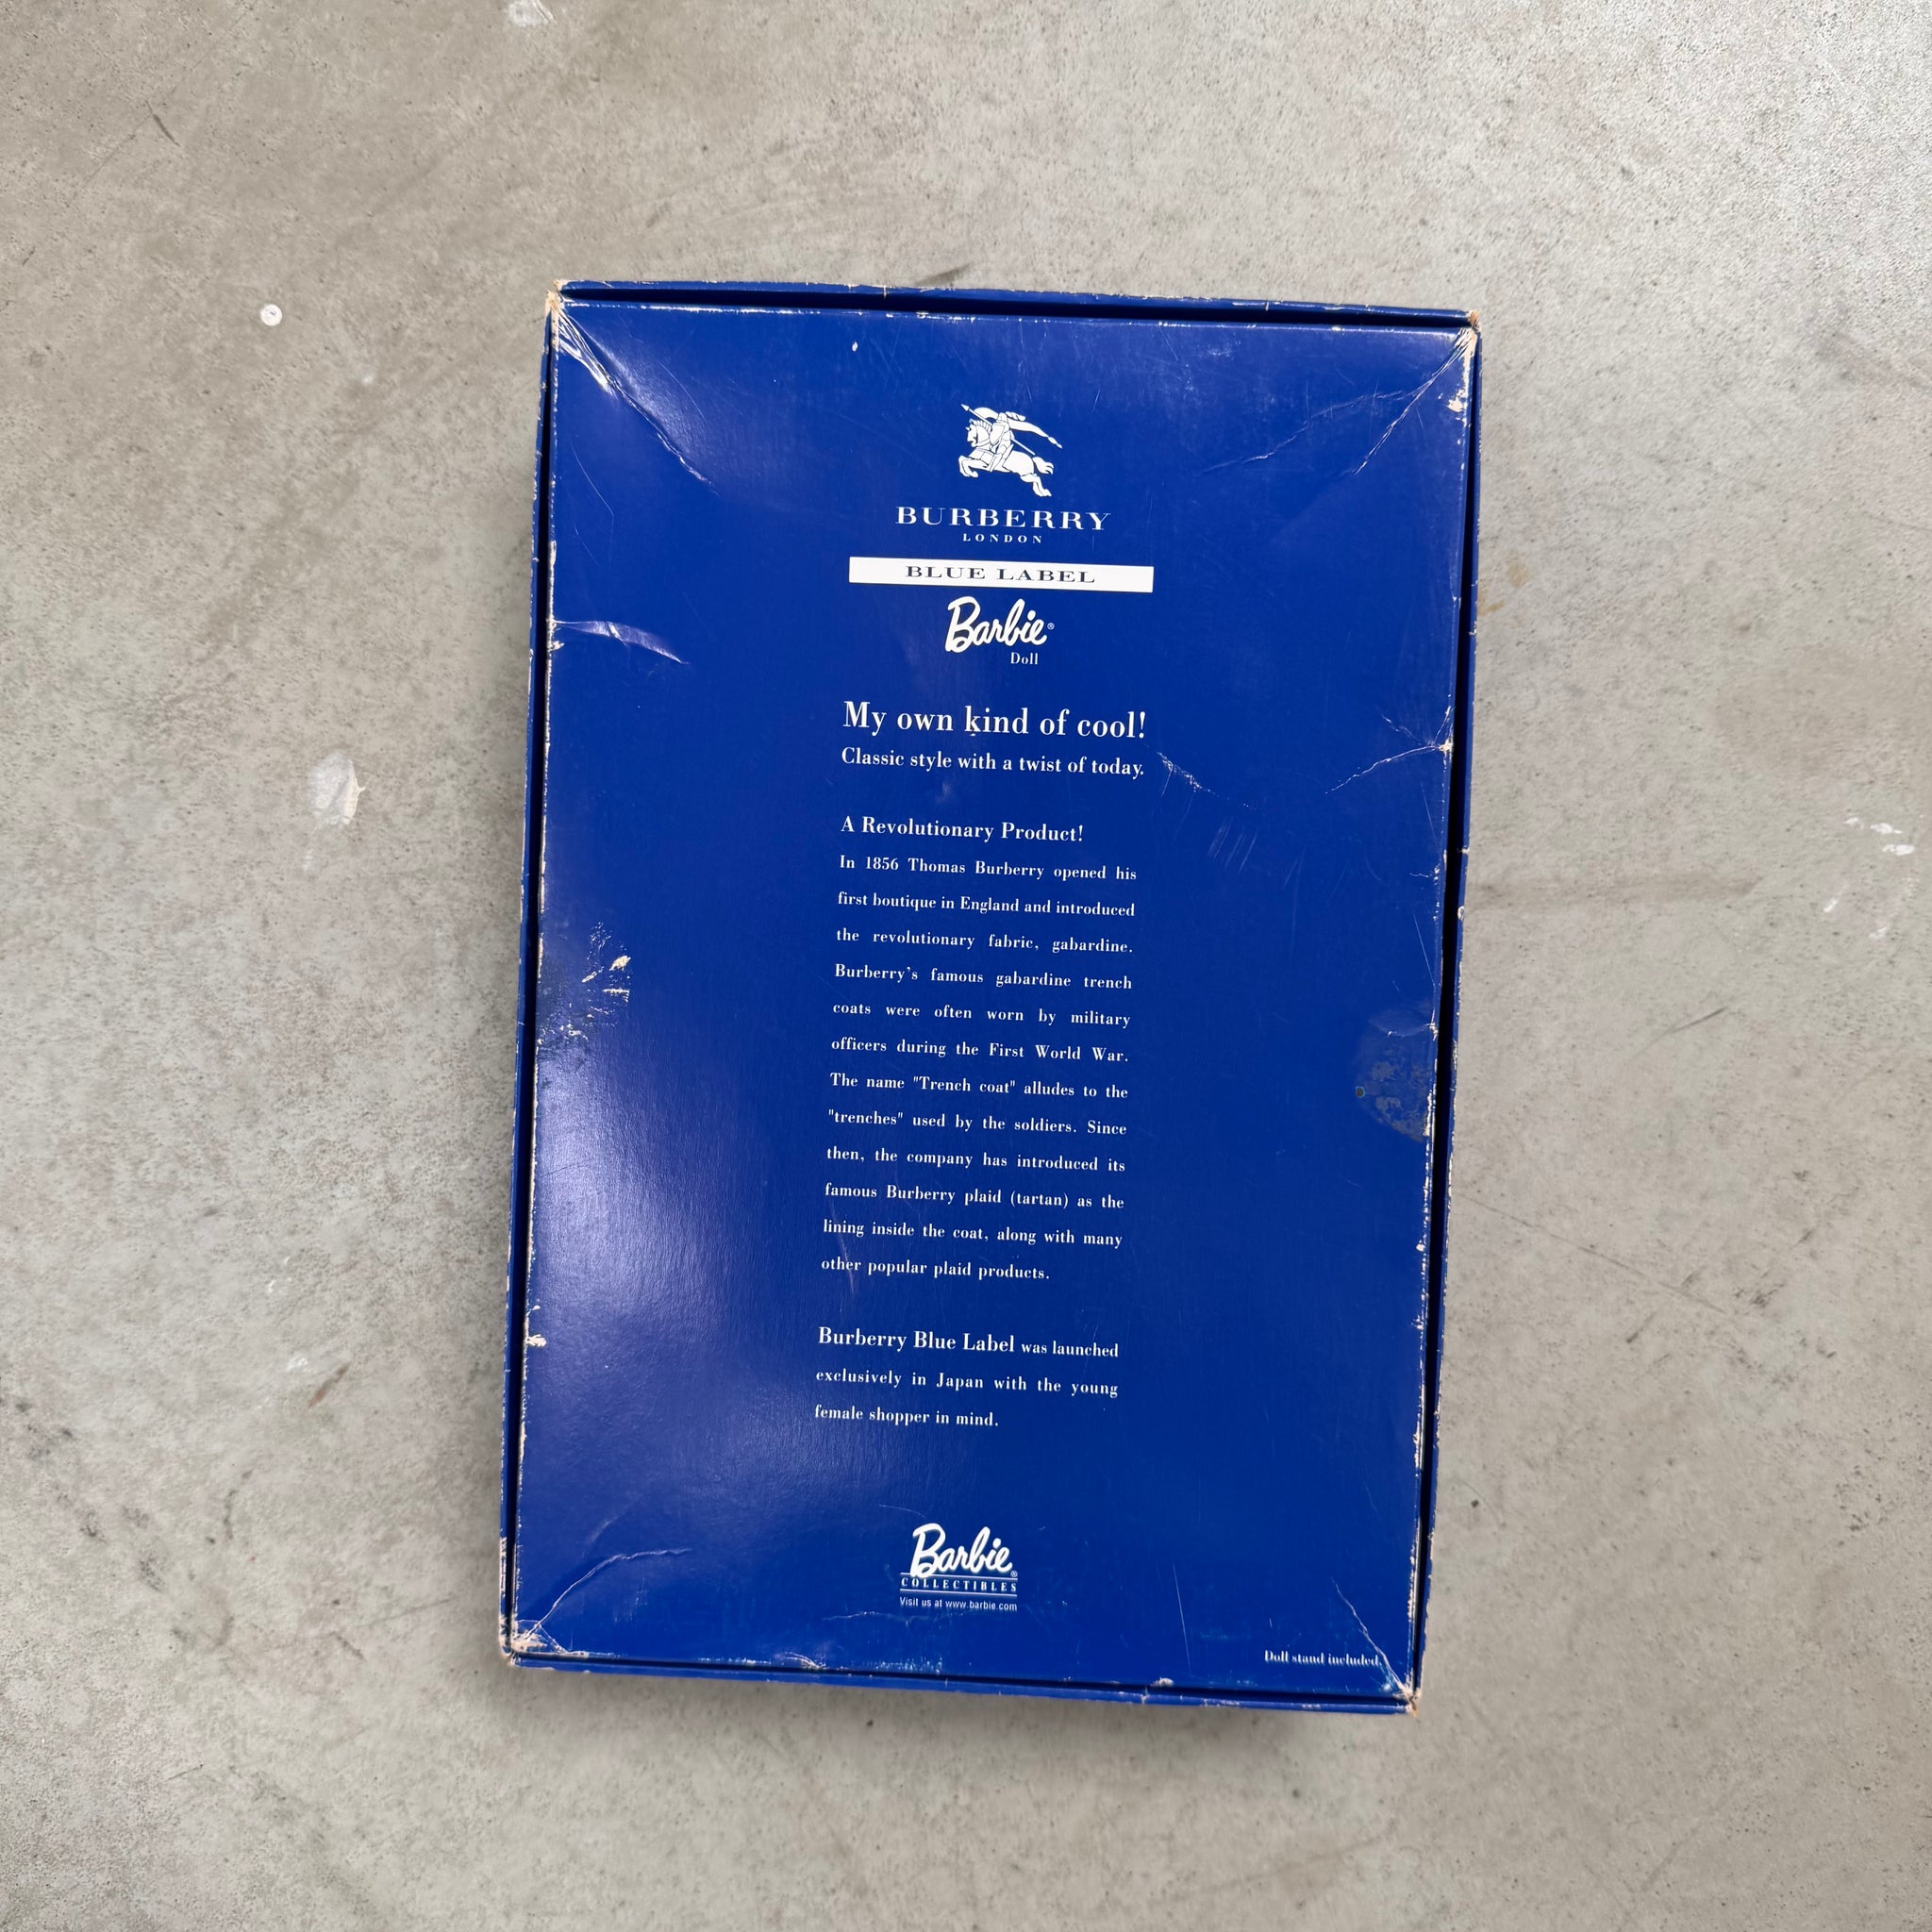 BURBERRY
LONDON
BLUE LABEL
Barbie®
Doll
My own kind of cool!
Classic style with a twist of today.
A Revolutionary Product!
In 1856 Thomas Burberry opened his
first boutique in England and introduced
the revolutionary fabric, gabardine.
Burberry's famous gabardine trench
coats were often worn by military
officers during the First World War.
The name "Trench coat" alludes to the
"trenches" used by the soldiers. Since
then, the company has introduced its
famous Burberry plaid (tartan) as the
lining inside the coat, along with many
other popular plaid products.
Burberry Blue Label was launched
exclusively in Japan with the young
female shopper in mind.
Barbie®
COLLECTIBLES
Visit us at www.barbie.com
Doll stand included.